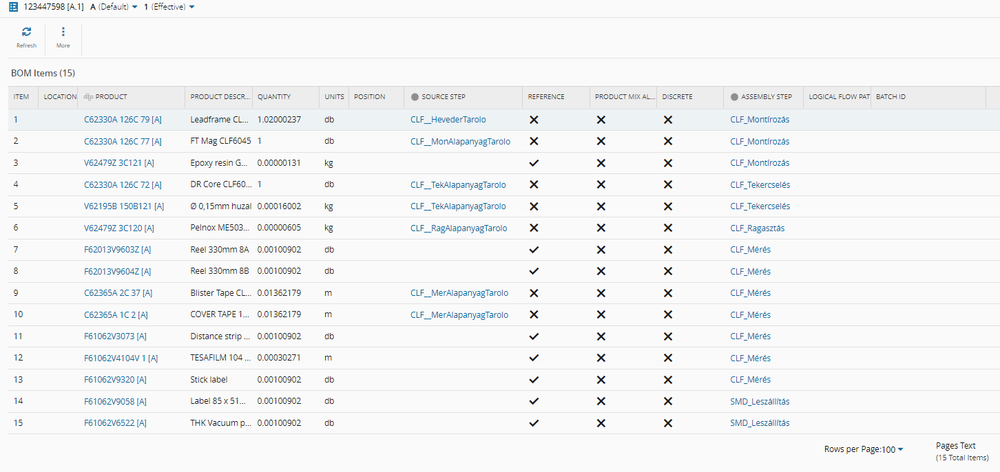 123447598 [A.1] A (Default) 1 (Effective)
Refresh More
BOM Items (15)
ITEM LOCATION PRODUCT PRODUCT DESCR... QUANTITY UNITS POSITION SOURCE STEP REFERENCE PRODUCT MIX AL... DISCRETE ASSEMBLY STEP LOGICAL FLOW PAT BATCH ID
1 C62330A 126C 79 [A] Leadframe CL... 1.02000237 db CLF__HevederTarolo CLF_Montírozás
2 C62330A 126C 77 [A] FT Mag CLF6045 1 db CLF__MonAlapanyagTarolo CLF_Montírozás
3 V62479Z 3C121 [A] Epoxy resin G... 0.00000131 kg CLF_Montírozás
4 C62330A 126C 72 [A] DR Core CLF60... 1 db CLF__TekAlapanyagTarolo CLF_Tekercselés
5 V62195B 150B121 [A] Ø 0,15mm huzal 0.00016002 kg CLF__TekAlapanyagTarolo CLF_Tekercselés
6 V62479Z 3C120 [A] Pelnox ME503... 0.00000605 kg CLF__RagAlapanyagTarolo CLF_Ragasztás
7 F62013V9603Z [A] Reel 330mm 8A 0.00100902 db CLF_Mérés
8 F62013V9604Z [A] Reel 330mm 8B 0.00100902 db CLF_Mérés
9 C62365A 2C 37 [A] Blister Tape CL... 0.01362179 m CLF__MerAlapanyagTarolo CLF_Mérés
10 C62365A 1C 2 [A] COVER TAPE 1... 0.01362179 m CLF__MerAlapanyagTarolo CLF_Mérés
11 F61062V3073 [A] Distance strip ... 0.00100902 db CLF_Mérés
12 F61062V4104V 1 [A] TESAFILM 104 ... 0.00030271 m CLF_Mérés
13 F61062V9320 [A] Stick label 0.00100902 db CLF_Mérés
14 F61062V9058 [A] Label 85 x 51... 0.00100902 db SMD_Leszállítás
15 F61062V6522 [A] THK Vacuum p... 0.00100902 db SMD_Leszállítás
Rows per Page:100 Pages Text
(15 Total Items)